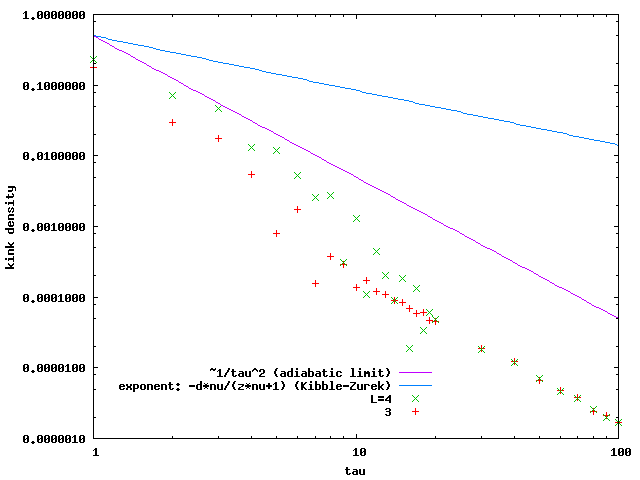 1.0000000
0.1000000
0.0100000
0.0010000
0.0001000
0.0000100
0.0000010
kink density
~1/tau^2 (adiabatic limit)
exponent: -d*nu/(z*nu+1) (Kibble-Zurek)
L=4
3
1 10 100
tau